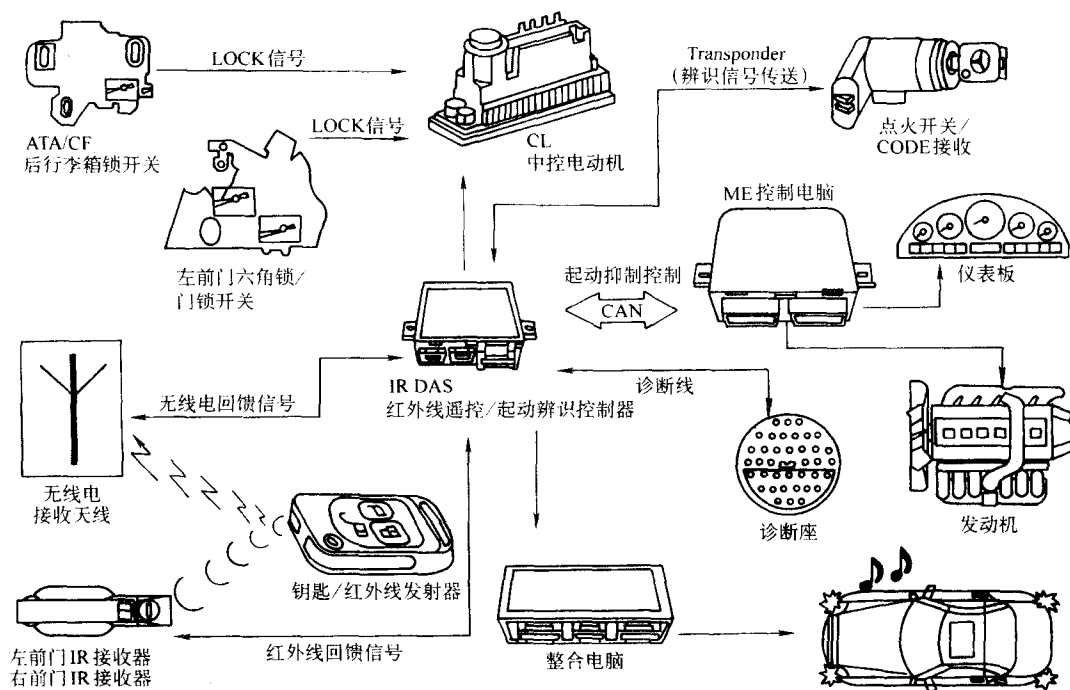 LOCK信号
ATA/CF
后行李箱锁开关
LOCK信号
CL
中控电动机
Transponder
(辨识信号传送)
点火开关/
CODE接收
左前门六角锁/
门锁开关
起动抑制控制
CAN
ME控制电脑
仪表板
IR DAS
红外线遥控/起动辨识控制器
无线电回馈信号
诊断线
无线电
接收天线
钥匙/红外线发射器
诊断座
发动机
左前门IR接收器
右前门IR接收器
红外线回馈信号
整合电脑